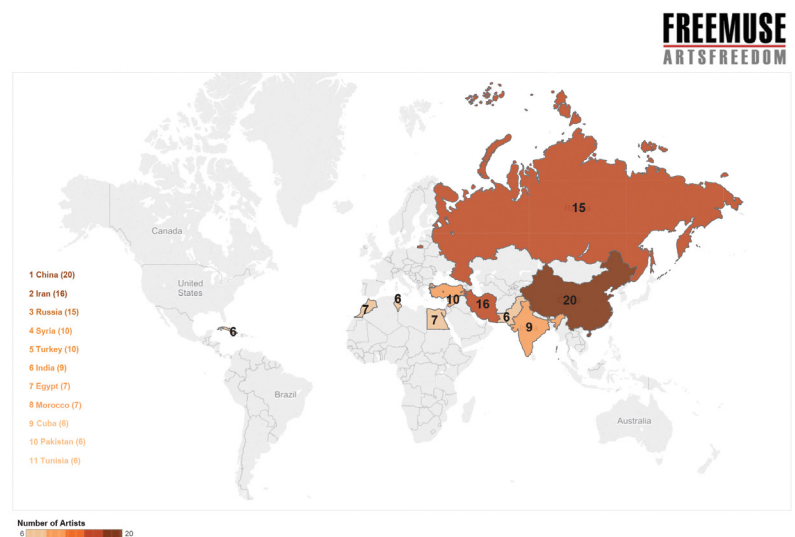 FREEMUSE
ARTSFREEDOM
Canada
United
States
Brazil
Australia
15
20
16
10
9
6
7
6
7
6
1 China (20)
2 Iran (16)
3 Russia (15)
4 Syria (10)
5 Turkey (10)
6 India (9)
7 Egypt (7)
8 Morocco (7)
9 Cuba (6)
10 Pakistan (6)
11 Tunisia (6)
Number of Artists
6 20